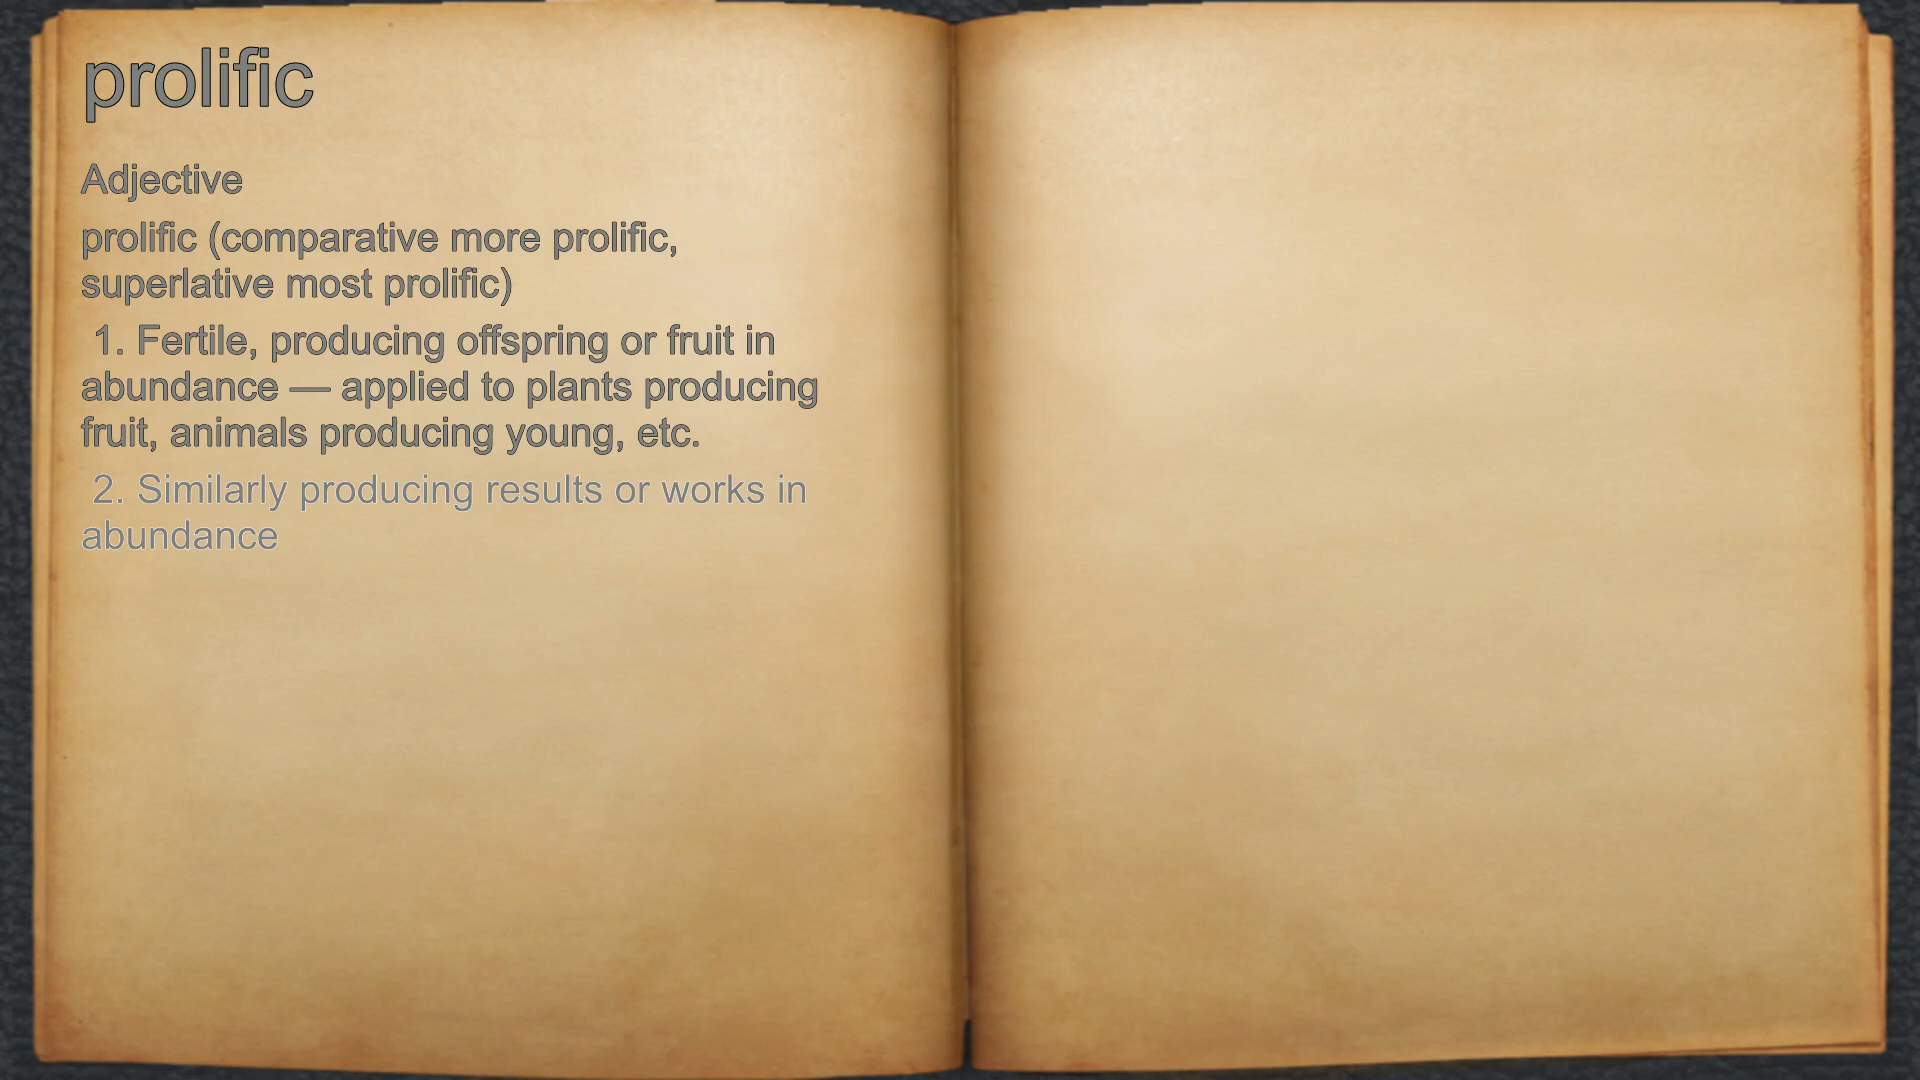 prolific
Adjective
prolific (comparative more prolific,
superlative most prolific)
1. Fertile, producing offspring or fruit in
abundance — applied to plants producing
fruit, animals producing young, etc.
2. Similarly producing results or works in
abundance